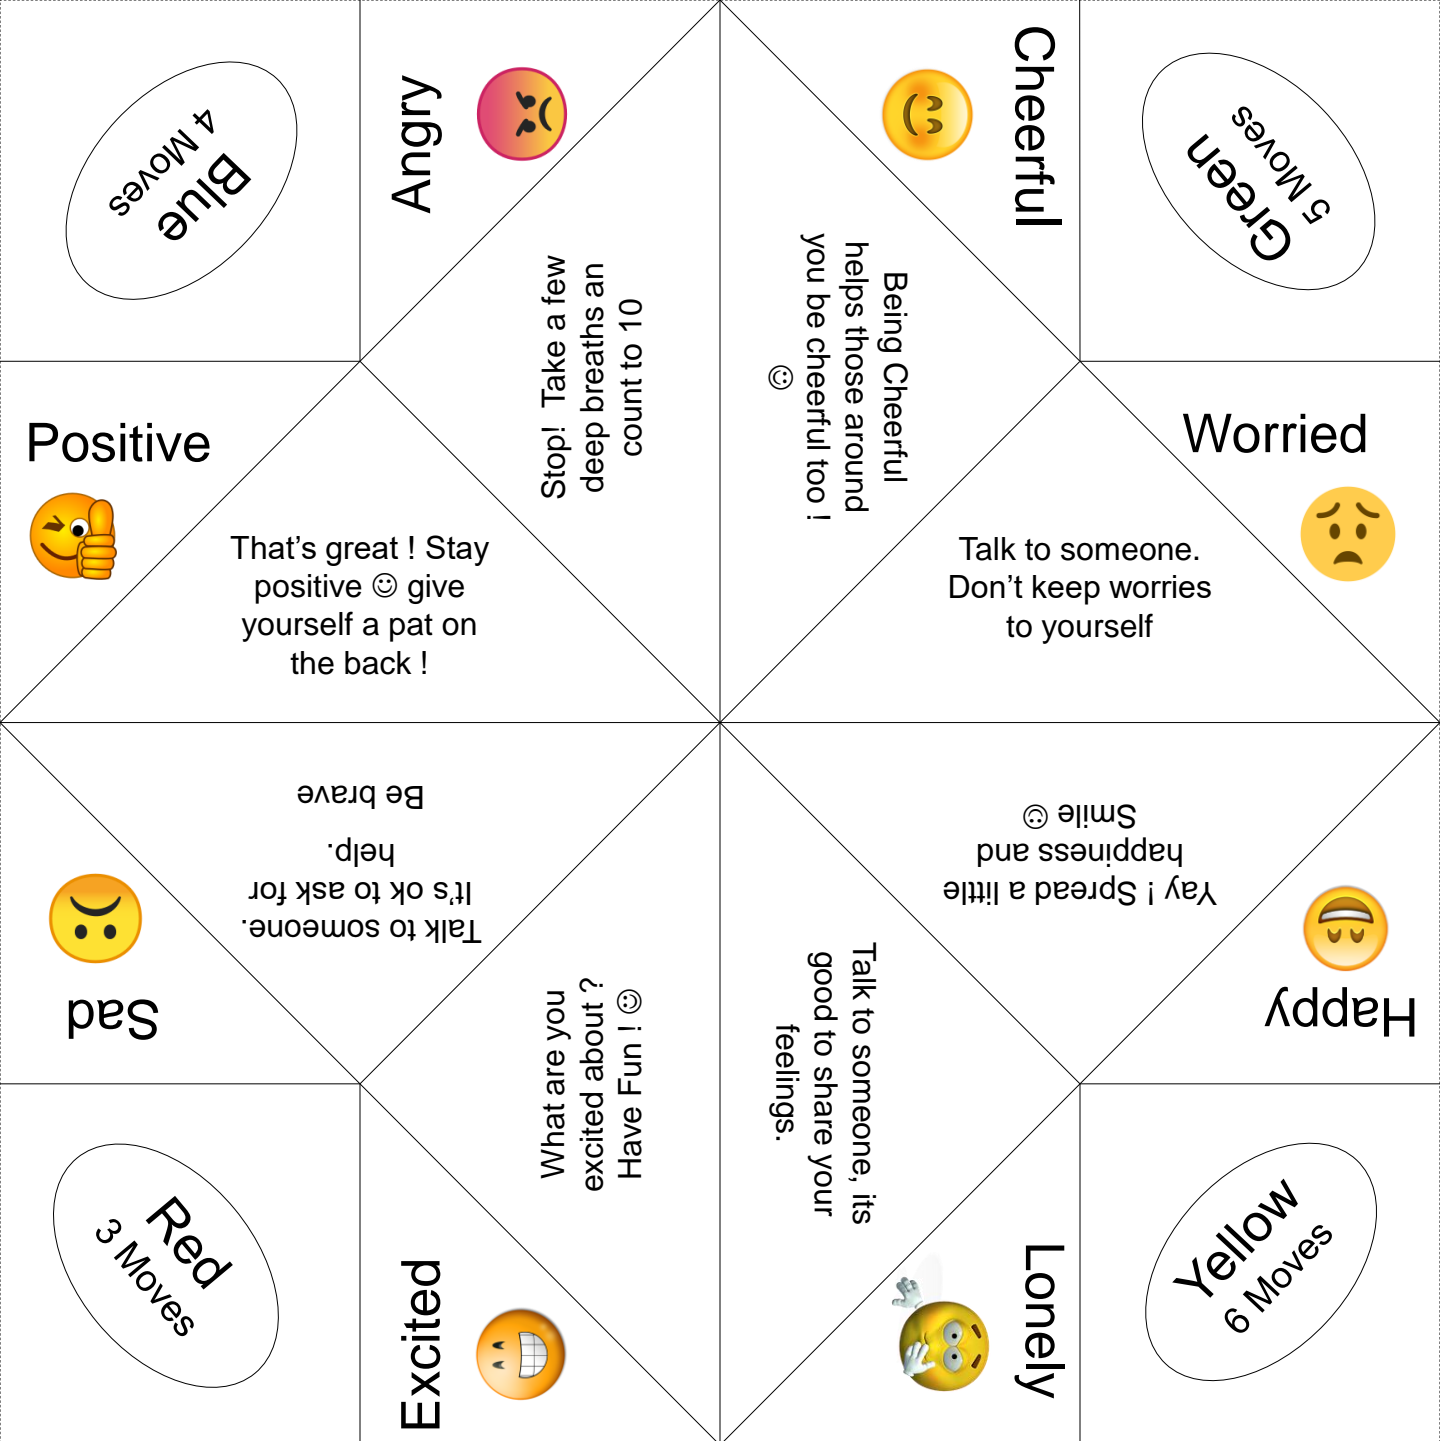 Blue
4 Moves
Angry
Stop!  Take a few
deep breaths an
count to 10
Cheerful
Being Cheerful
helps those around
you be cheerful too !
☺
Green
5 Moves
Positive
That’s great ! Stay
positive ☺ give
yourself a pat on
the back !
Worried
Talk to someone.
Don’t keep worries
to yourself
Sad
Talk to someone.
It’s ok to ask for
help.
Be brave
Happy
Yay ! Spread a little
happiness and
Smile ☺
Red
3 Moves
Excited
What are you
excited about ?
Have Fun ! ☺
Lonely
Talk to someone, its
good to share your
feelings.
Yellow
6 Moves